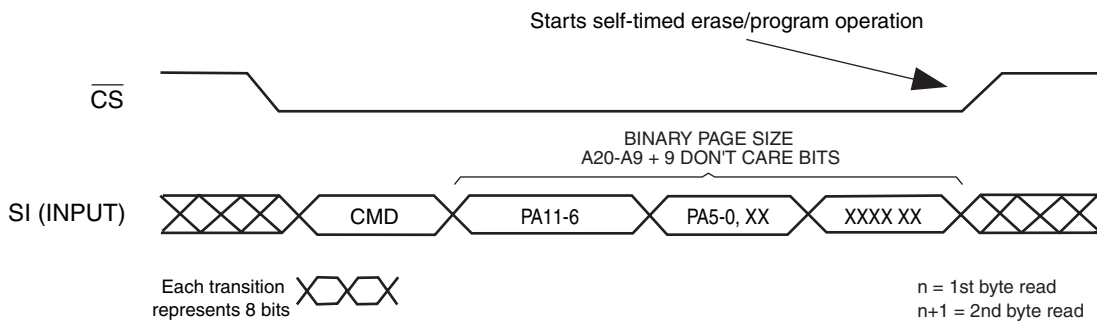 Starts self-timed erase/program operation
CS
BINARY PAGE SIZE
A20-A9 + 9 DON'T CARE BITS
SI (INPUT)
CMD
PA11-6
PA5-0, XX
XXXX XX
Each transition
represents 8 bits
n = 1st byte read
n+1 = 2nd byte read